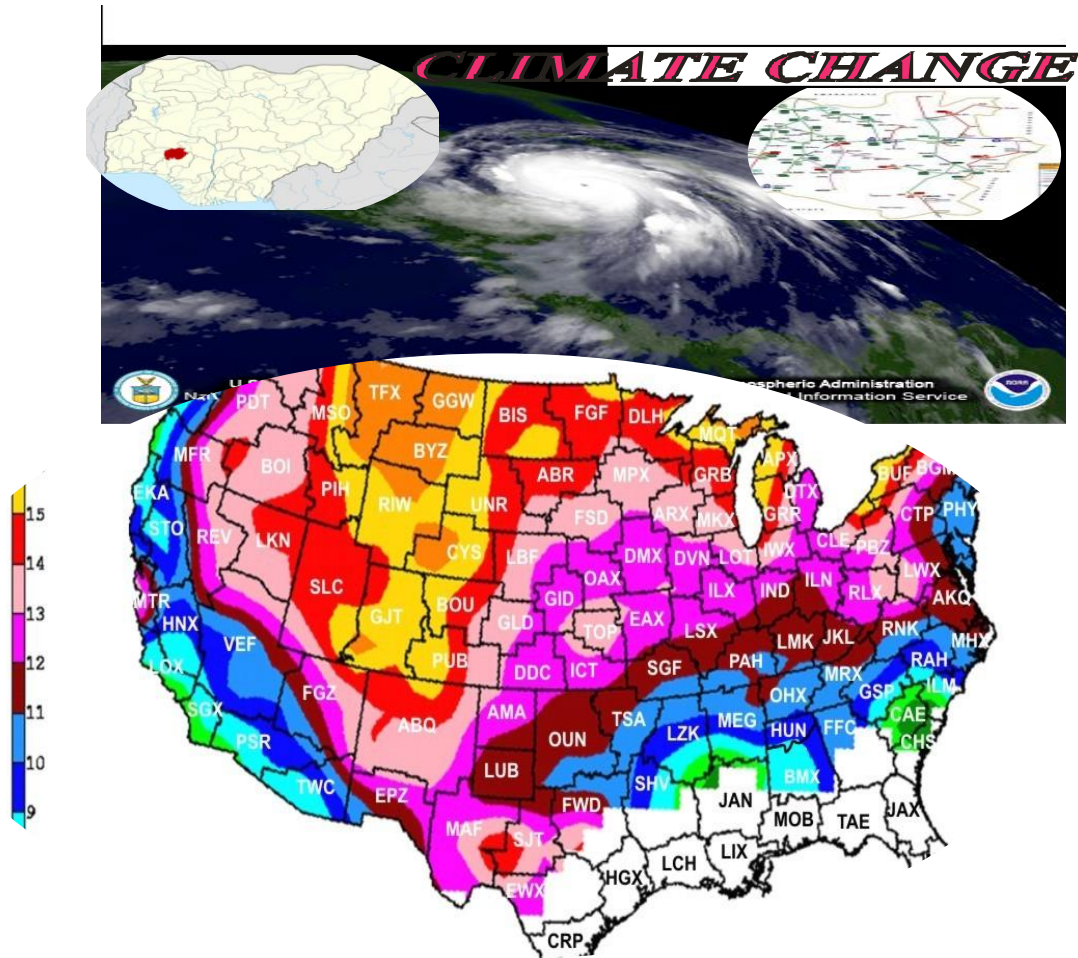 CLIMATE CHANGE
U.S
Nat
ospheric Administration
Information Service
noaa
TFX
GGW
PDT
MSO
BIS
FGF
DLH
MQT
MFR
BOI
BYZ
APX
BUF
BGM
PIH
ABR
MPX
GRB
EKA
RIW
UNR
DTX
PHY
15
STO
REV
LKN
FSD
ARX
MKX
GRR
CTP
CYS
LBF
DMX
DVN
LOT
IWX
CLE
PBZ
14
SLC
OAX
ILX
IND
ILN
RLX
LWX
MTR
GJT
BOU
GID
AKQ
13
HNX
GLD
TOP
EAX
LSX
LMK
JKL
RNK
VEF
MHX
12
LOX
PUB
DDC
ICT
SGF
PAH
MRX
RAH
FGZ
OHX
GSP
ILM
11
SGX
ABQ
AMA
TSA
MEG
HUN
FFC
CAE
PSR
OUN
LZK
CHS
10
LUB
TWC
EPZ
SHV
BMX
9
FWD
JAN
MAF
SJT
MOB
TAE
JAX
LIX
EWX
HGX
LCH
CRP